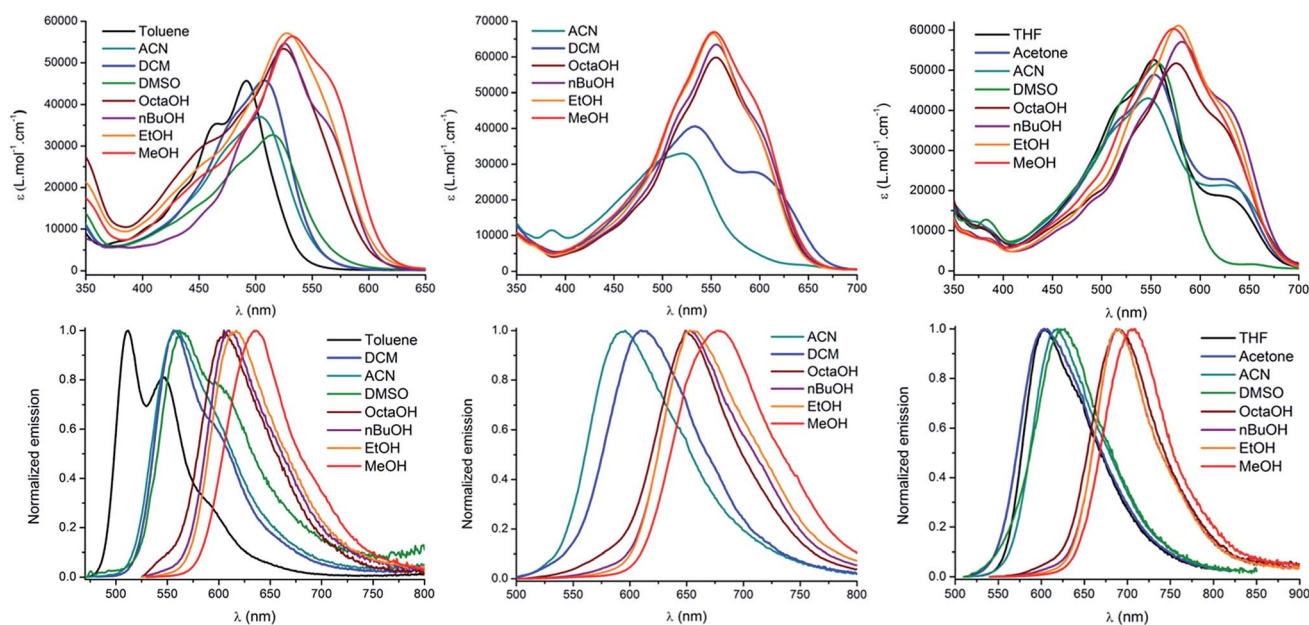 60000
50000
40000
30000
20000
10000
0
ε (L.mol⁻¹.cm⁻¹)
Toluene
ACN
DCM
DMSO
OctaOH
nBuOH
EtOH
MeOH
350 400 450 500 550 600 650
λ (nm)
70000
60000
50000
40000
30000
20000
10000
0
ε (L.mol⁻¹.cm⁻¹)
ACN
DCM
OctaOH
nBuOH
EtOH
MeOH
350 400 450 500 550 600 650 700
λ (nm)
60000
50000
40000
30000
20000
10000
0
ε (L.mol⁻¹.cm⁻¹)
THF
Acetone
ACN
DMSO
OctaOH
nBuOH
EtOH
MeOH
350 400 450 500 550 600 650 700
λ (nm)
1.0
0.8
0.6
0.4
0.2
0.0
Normalized emission
Toluene
DCM
ACN
DMSO
OctaOH
nBuOH
EtOH
MeOH
500 550 600 650 700 750 800
λ (nm)
1.0
0.8
0.6
0.4
0.2
0.0
Normalized emission
ACN
DCM
OctaOH
nBuOH
EtOH
MeOH
500 550 600 650 700 750 800
λ (nm)
1.0
0.8
0.6
0.4
0.2
0.0
Normalized emission
THF
Acetone
ACN
DMSO
OctaOH
nBuOH
EtOH
MeOH
500 550 600 650 700 750 800 850 900
λ (nm)